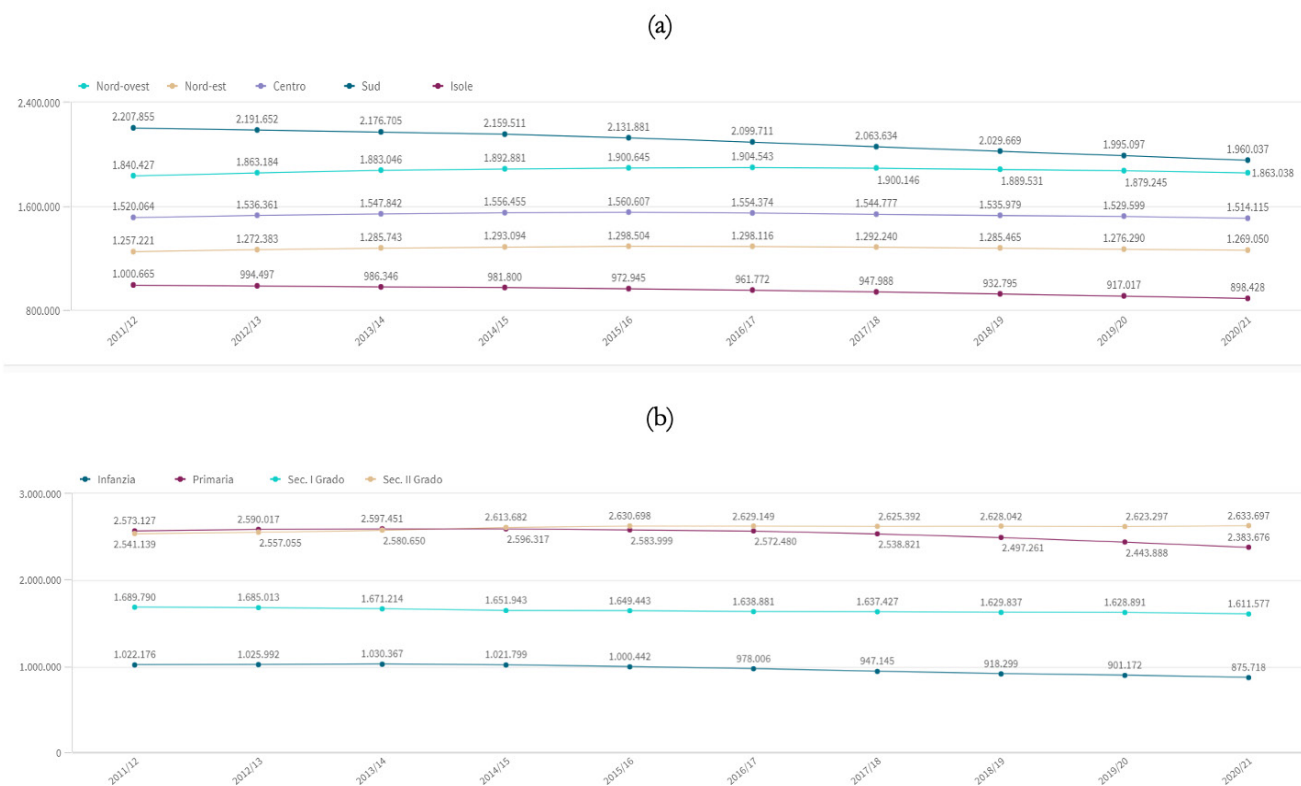 (a)
Nord-ovest Nord-est Centro Sud Isole
2.400.000
2.207.855 2.191.652 2.176.705 2.159.511 2.131.881 2.099.711 2.063.634 2.029.669 1.995.097 1.960.037
1.840.427 1.863.184 1.883.046 1.892.881 1.900.645 1.904.543 1.900.146 1.889.531 1.879.245 1.863.038
1.600.000
1.520.064 1.536.361 1.547.842 1.556.455 1.560.607 1.554.374 1.544.777 1.535.979 1.529.599 1.514.115
1.257.221 1.272.383 1.285.743 1.293.094 1.298.504 1.298.116 1.292.240 1.285.465 1.276.290 1.269.050
1.000.665 994.497 986.346 981.800 972.945 961.772 947.988 932.795 917.017 898.428
800.000
2011/12 2012/13 2013/14 2014/15 2015/16 2016/17 2017/18 2018/19 2019/20 2020/21
(b)
Infanzia Primaria Sec. I Grado Sec. II Grado
3.000.000
2.573.127 2.590.017 2.597.451 2.613.682 2.630.698 2.629.149 2.625.392 2.628.042 2.623.297 2.633.697
2.541.139 2.557.055 2.580.650 2.596.317 2.583.999 2.572.480 2.538.821 2.497.261 2.443.888 2.383.676
2.000.000
1.689.790 1.685.013 1.671.214 1.651.943 1.649.443 1.638.881 1.637.427 1.629.837 1.628.891 1.611.577
1.022.176 1.025.992 1.030.367 1.021.799 1.000.442 978.006 947.145 918.299 901.172 875.718
1.000.000
0
2011/12 2012/13 2013/14 2014/15 2015/16 2016/17 2017/18 2018/19 2019/20 2020/21